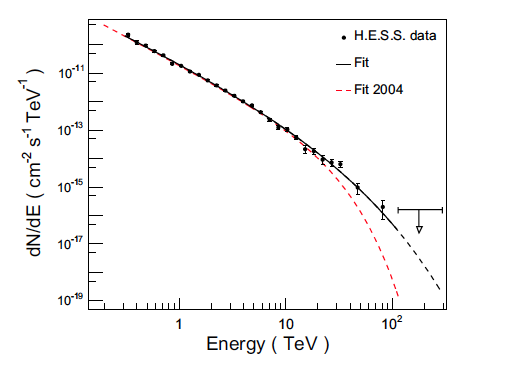 H.E.S.S. data
Fit
Fit 2004
10⁻¹¹
10⁻¹³
10⁻¹⁵
10⁻¹⁷
10⁻¹⁹
dN/dE ( cm⁻² s⁻¹ TeV⁻¹ )
1
10
10²
Energy ( TeV )